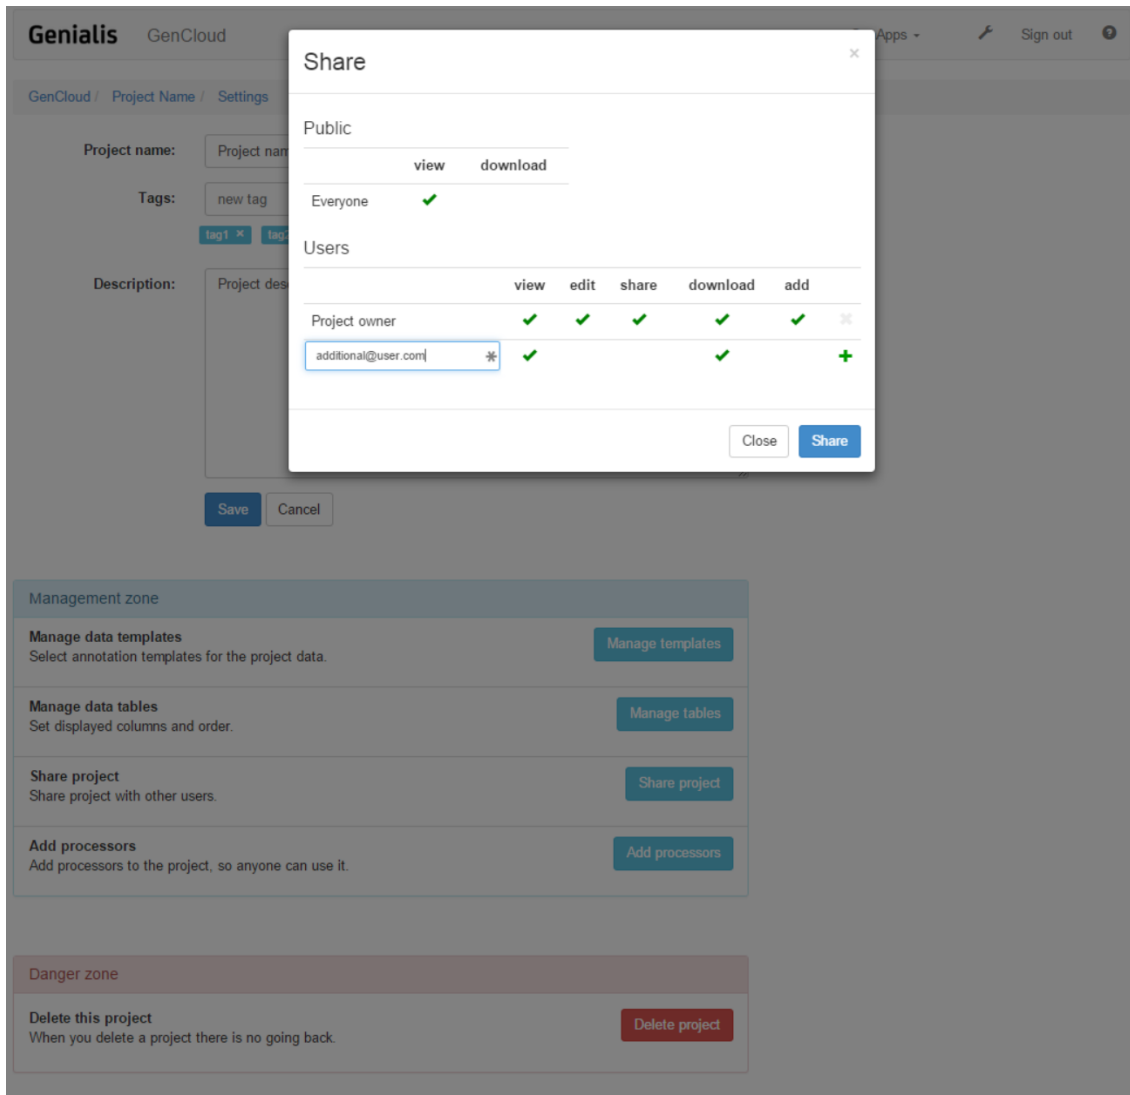 Genialis GenCloud Apps Sign out
GenCloud / Project Name / Settings
Share ×
Public
view download
Everyone
Users
view edit share download add
Project owner
additional@user.com
Close Share
Project name: Project nam
Tags: new tag
tag1 × tag
Description: Project des
Save Cancel
Management zone
Manage data templates
Select annotation templates for the project data.
Manage templates
Manage data tables
Set displayed columns and order.
Manage tables
Share project
Share project with other users.
Share project
Add processors
Add processors to the project, so anyone can use it.
Add processors
Danger zone
Delete this project
When you delete a project there is no going back.
Delete project